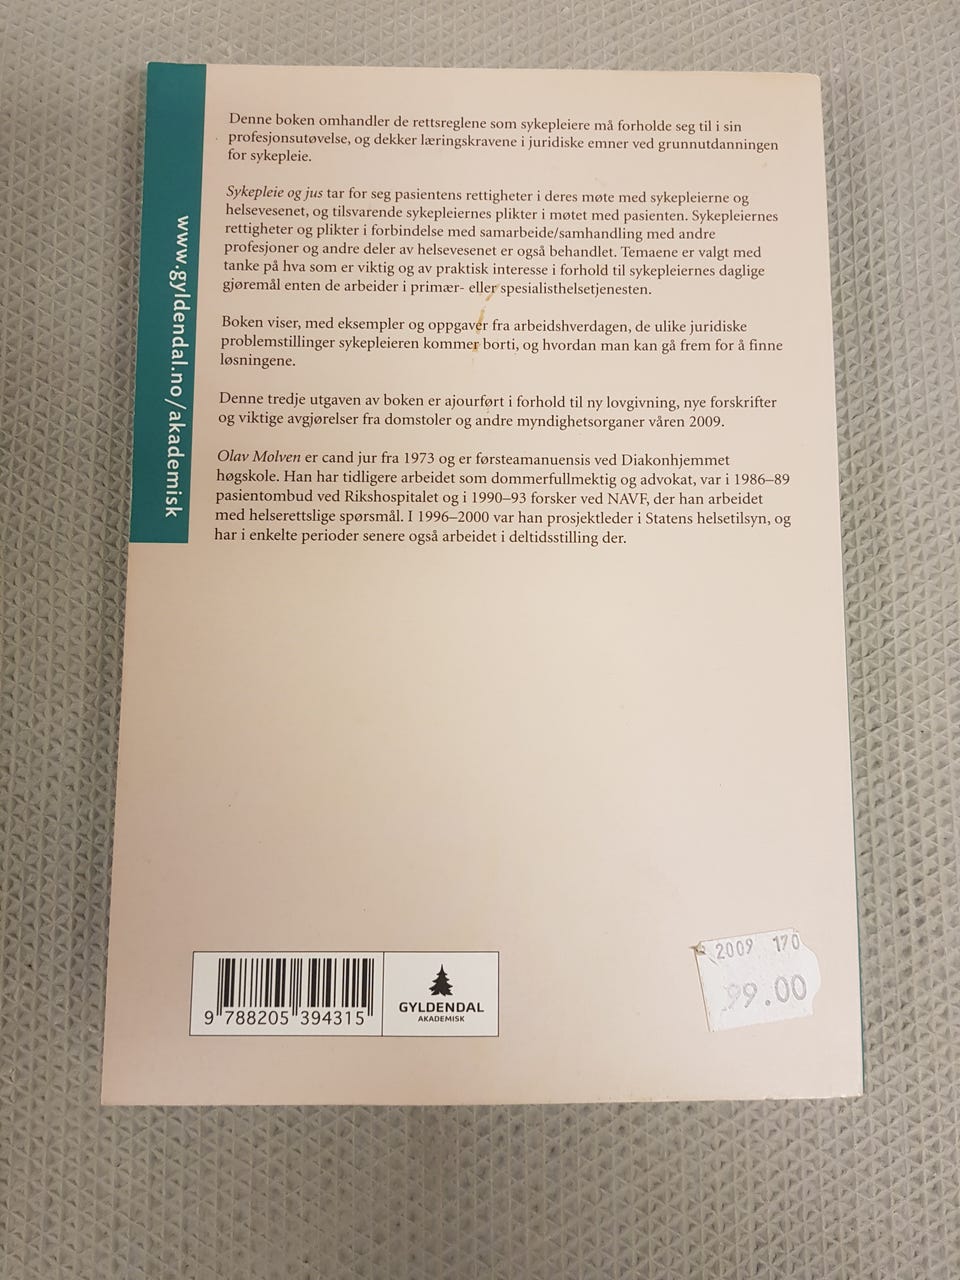 Denne boken omhandler de rettsreglene som sykepleiere må forholde seg til i sin
profesjonsutøvelse, og dekker læringskravene i juridiske emner ved grunnutdanningen
for sykepleie.
Sykepleie og jus tar for seg pasientens rettigheter i deres møte med sykepleierne og
helsevesenet, og tilsvarende sykepleiernes plikter i møtet med pasienten. Sykepleiernes
rettigheter og plikter i forbindelse med samarbeide/samhandling med andre
profesjoner og andre deler av helsevesenet er også behandlet. Temaene er valgt med
tanke på hva som er viktig og av praktisk interesse i forhold til sykepleiernes daglige
gjøremål enten de arbeider i primær- eller spesialisthelsetjenesten.
Boken viser, med eksempler og oppgaver fra arbeidshverdagen, de ulike juridiske
problemstillinger sykepleieren kommer borti, og hvordan man kan gå frem for å finne
løsningene.
Denne tredje utgaven av boken er ajourført i forhold til ny lovgivning, nye forskrifter
og viktige avgjørelser fra domstoler og andre myndighetsorganer våren 2009.
Olav Molven er cand jur fra 1973 og er førsteamanuensis ved Diakonhjemmet
høgskole. Han har tidligere arbeidet som dommerfullmektig og advokat, var i 1986–89
pasientombud ved Rikshospitalet og i 1990–93 forsker ved NAVF, der han arbeidet
med helserettslige spørsmål. I 1996–2000 var han prosjektleder i Statens helsetilsyn, og
har i enkelte perioder senere også arbeidet i deltidsstilling der.
www.gyldendal.no/akademisk
9 788205 394315
GYLDENDAL
AKADEMISK
2009 170
99.00